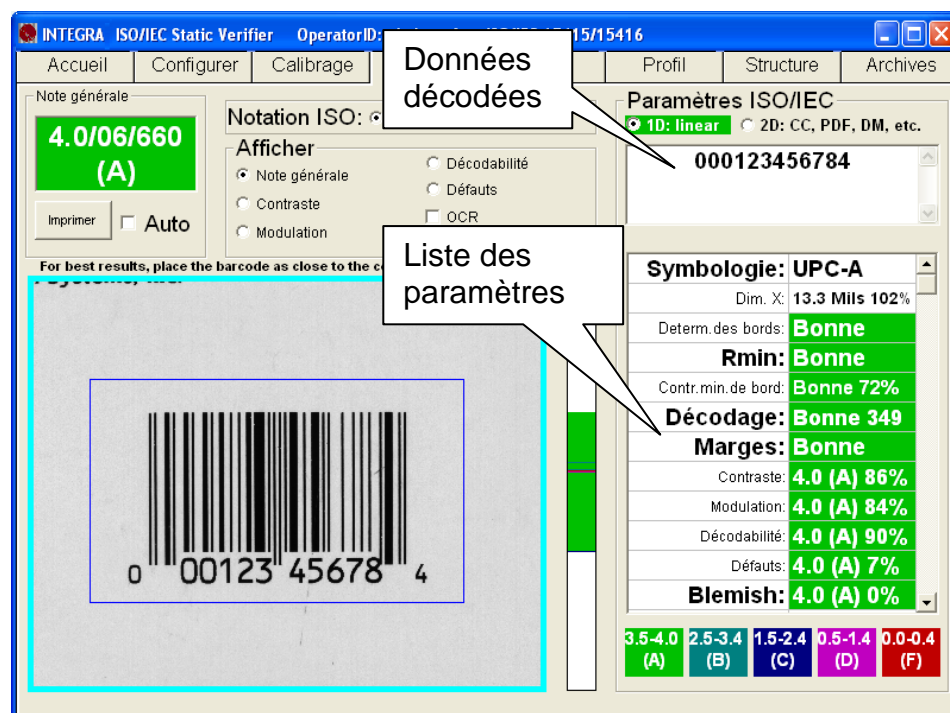 INTEGRA ISO/IEC Static Verifier OperatorID: 15/15416
Accueil Configurer Calibrage Profil Structure Archives
Données
décodées
Note générale
4.0/06/660
(A)
Imprimer Auto
Notation ISO:
Afficher
Note générale
Contraste
Modulation
Décodabilité
Défauts
OCR
Paramètres ISO/IEC
1D: linear 2D: CC, PDF, DM, etc.
000123456784
For best results, place the barcode as close to the
Liste des
paramètres
Symbologie: UPC-A
Dim. X: 13.3 Mils 102%
Determ.des bords: Bonne
Rmin: Bonne
Contr.min.de bord: Bonne 72%
Décodage: Bonne 349
Marges: Bonne
Contraste: 4.0 (A) 86%
Modulation: 4.0 (A) 84%
Décodabilité: 4.0 (A) 90%
Défauts: 4.0 (A) 7%
Blemish: 4.0 (A) 0%
0 00123 45678 4
3.5-4.0 2.5-3.4 1.5-2.4 0.5-1.4 0.0-0.4
(A) (B) (C) (D) (F)